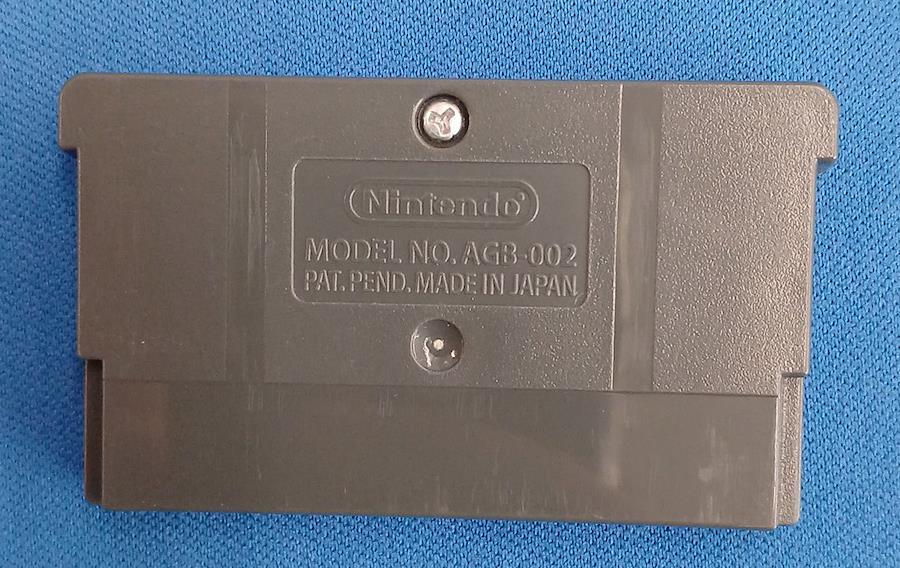 Nintendo®
MODEL NO. AGB-002
PAT. PEND. MADE IN JAPAN